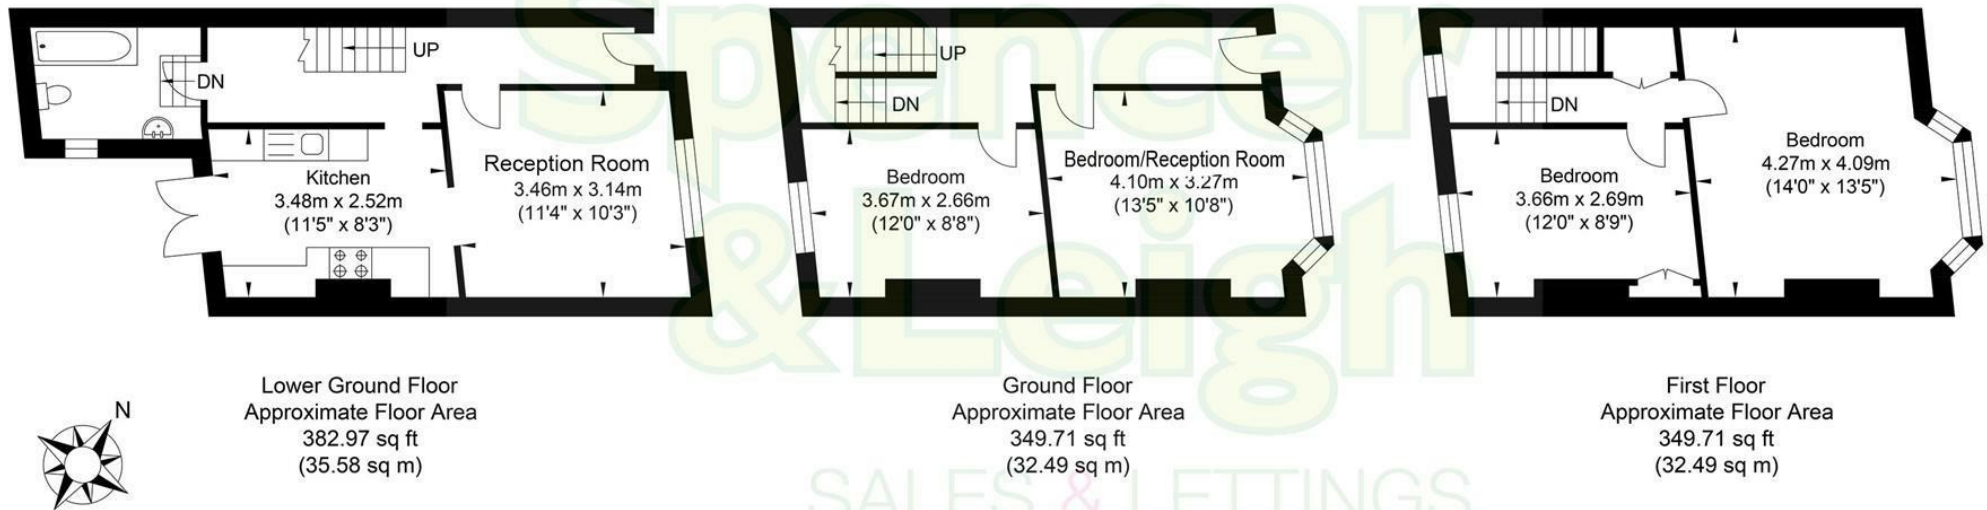 UP
DN
Kitchen
3.48m x 2.52m
(11'5" x 8'3")
Reception Room
3.46m x 3.14m
(11'4" x 10'3")
UP
DN
Bedroom
3.67m x 2.66m
(12'0" x 8'8")
Bedroom/Reception Room
4.10m x 3.27m
(13'5" x 10'8")
DN
Bedroom
3.66m x 2.69m
(12'0" x 8'9")
Bedroom
4.27m x 4.09m
(14'0" x 13'5")
Lower Ground Floor
Approximate Floor Area
382.97 sq ft
(35.58 sq m)
Ground Floor
Approximate Floor Area
349.71 sq ft
(32.49 sq m)
First Floor
Approximate Floor Area
349.71 sq ft
(32.49 sq m)
N
Spencer
&Leigh
SALES & LETTINGS